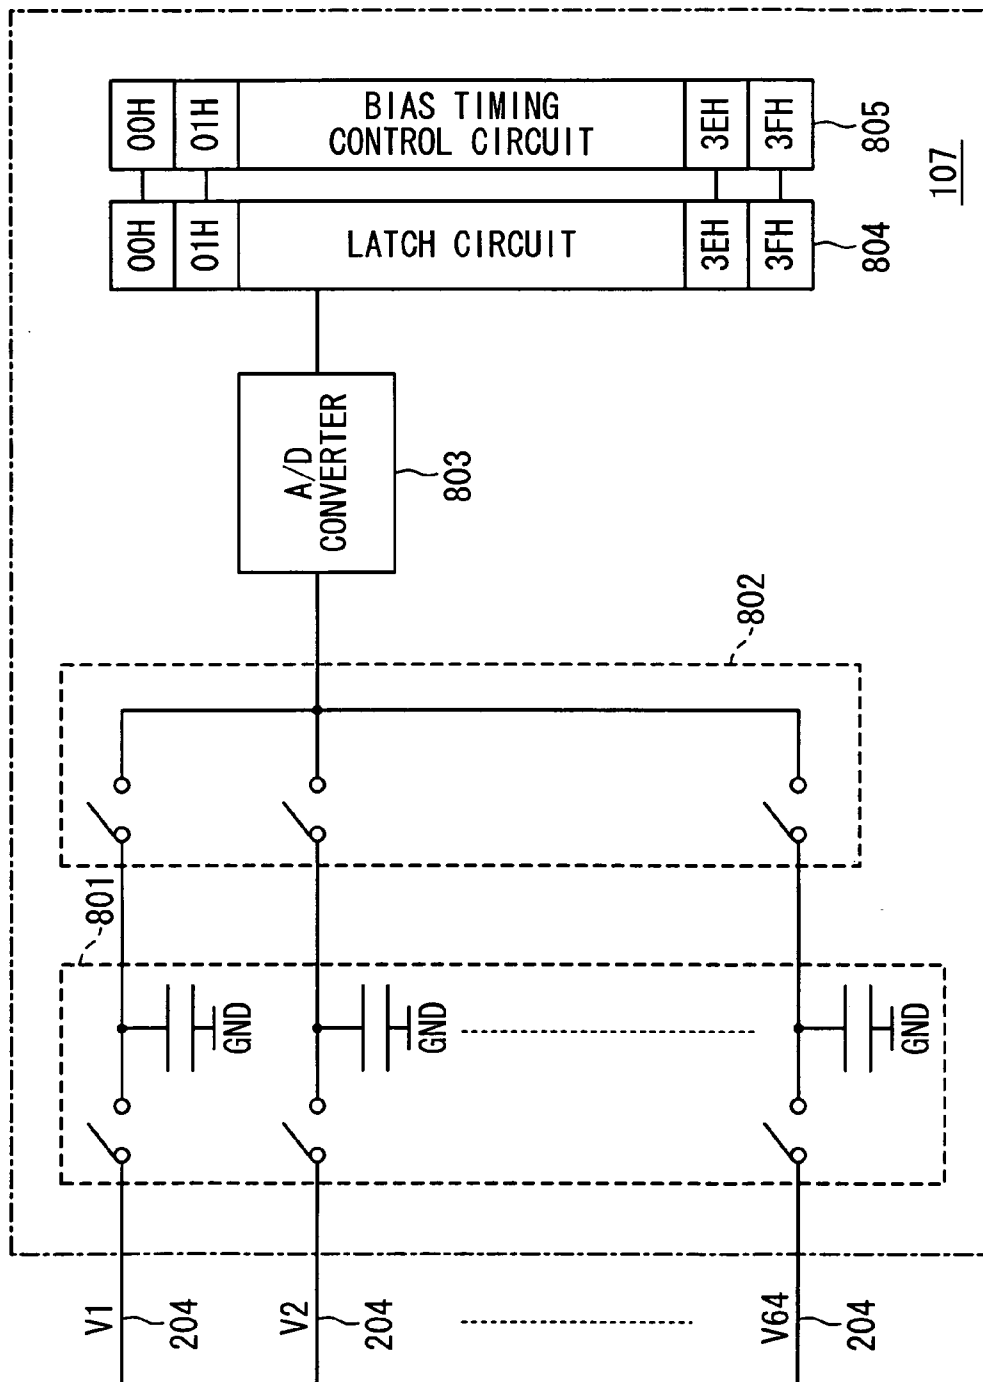 V1
204
V2
204
V64
204
801
GND
GND
GND
802
A/D
CONVERTER
803
00H
01H
LATCH CIRCUIT
3EH
3FH
804
00H
01H
BIAS TIMING
CONTROL CIRCUIT
3EH
3FH
805
107